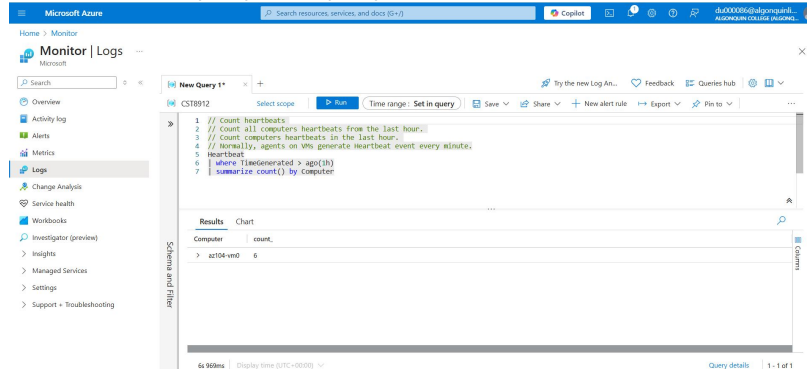 Microsoft Azure
Search resources, services, and docs (G+/)
Copilot
1
du000086@algonquinli...
ALGONQUIN COLLEGE (ALGONQ...
Home > Monitor
Monitor | Logs ...
Microsoft
Search
Overview
Activity log
Alerts
Metrics
Logs
Change Analysis
Service health
Workbooks
Investigator (preview)
Insights
Managed Services
Settings
Support + Troubleshooting
New Query 1*
Try the new Log An...
Feedback
Queries hub
CST8912
Select scope
Run
Time range : Set in query
Save
Share
New alert rule
Export
Pin to
...
1 // Count heartbeats
2 // Count all computers heartbeats from the last hour.
3 // Count computers heartbeats in the last hour.
4 // Normally, agents on VMs generate Heartbeat event every minute.
5 Heartbeat
6 | where TimeGenerated > ago(1h)
7 | summarize count() by Computer
Schema and Filter
Results Chart
Computer count_
> az104-vm0 6
Columns
6s 969ms Display time (UTC+00:00)
Query details 1 - 1 of 1